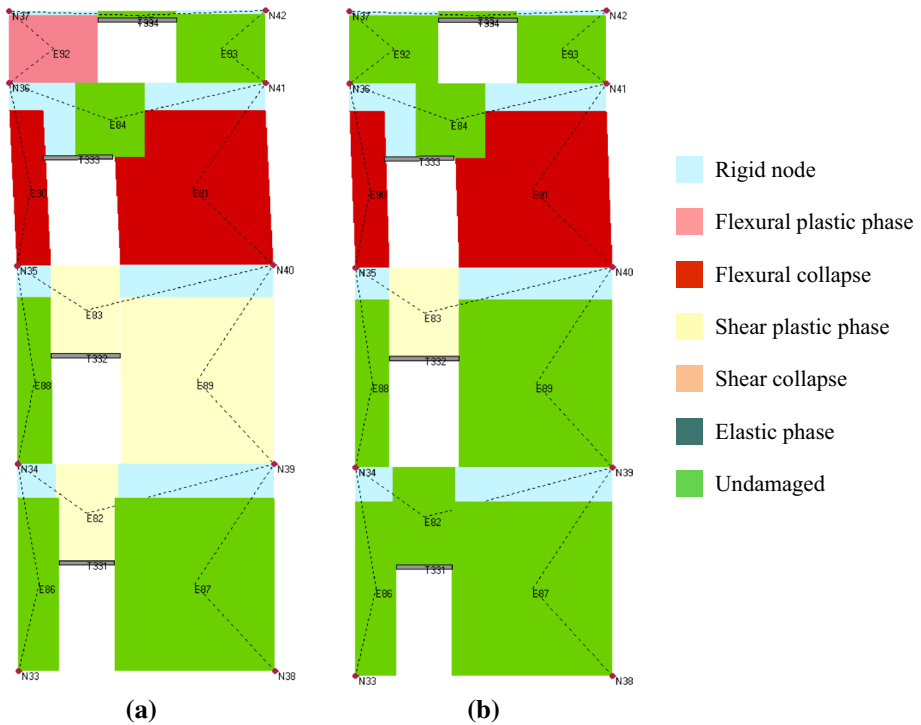 N37
N42
T334
E92
E93
N36
N41
E84
T333
E90
E81
N35
N40
E83
T332
E88
E89
N34
N39
E82
T331
E86
E87
N33
N38
(a)
N37
N42
T334
E92
E93
N36
N41
E84
T333
E90
E91
N35
N40
E83
T332
E88
E89
N34
N39
E82
T331
E86
E87
N33
N38
(b)
Rigid node
Flexural plastic phase
Flexural collapse
Shear plastic phase
Shear collapse
Elastic phase
Undamaged